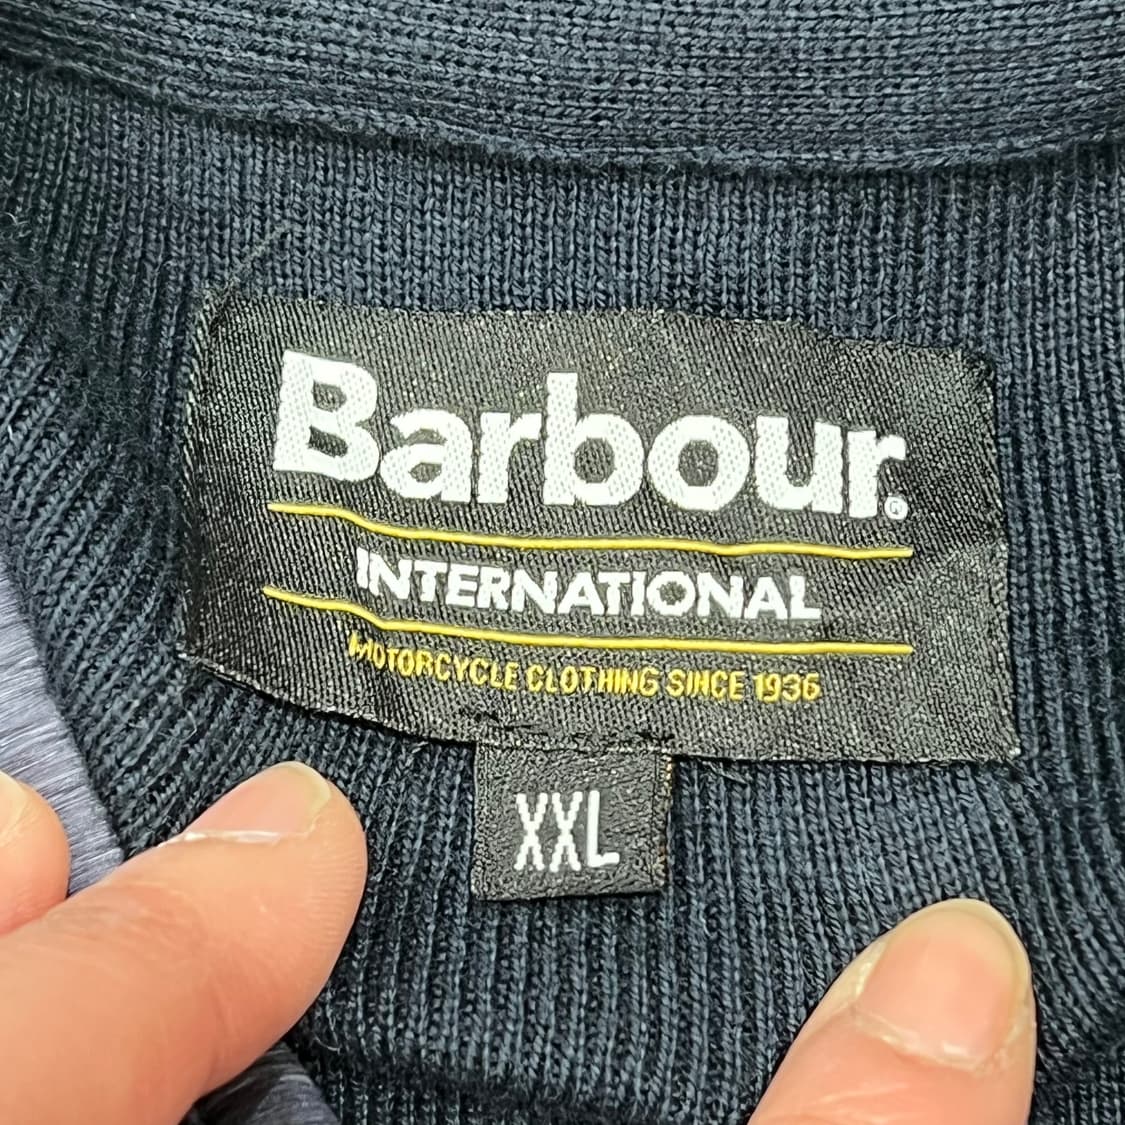 Barbour®
INTERNATIONAL
MOTORCYCLE CLOTHING SINCE 1936
XXL